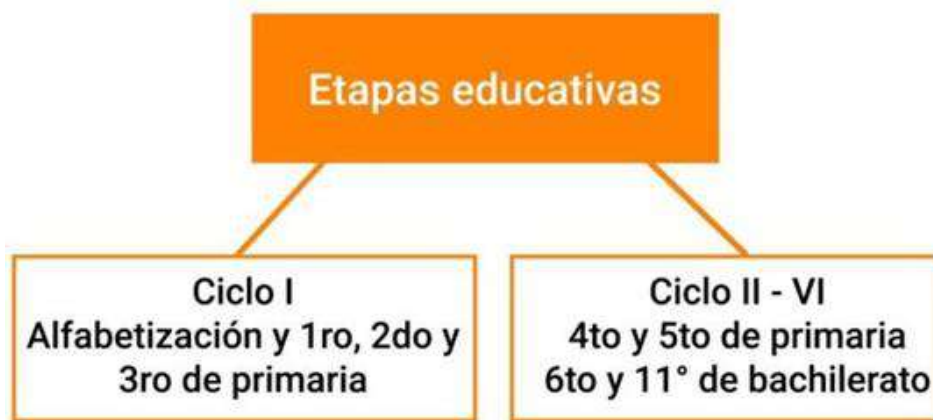 Etapas educativas
Ciclo I
Alfabetización y 1ro, 2do y
3ro de primaria
Ciclo II - VI
4to y 5to de primaria
6to y 11° de bachilerato